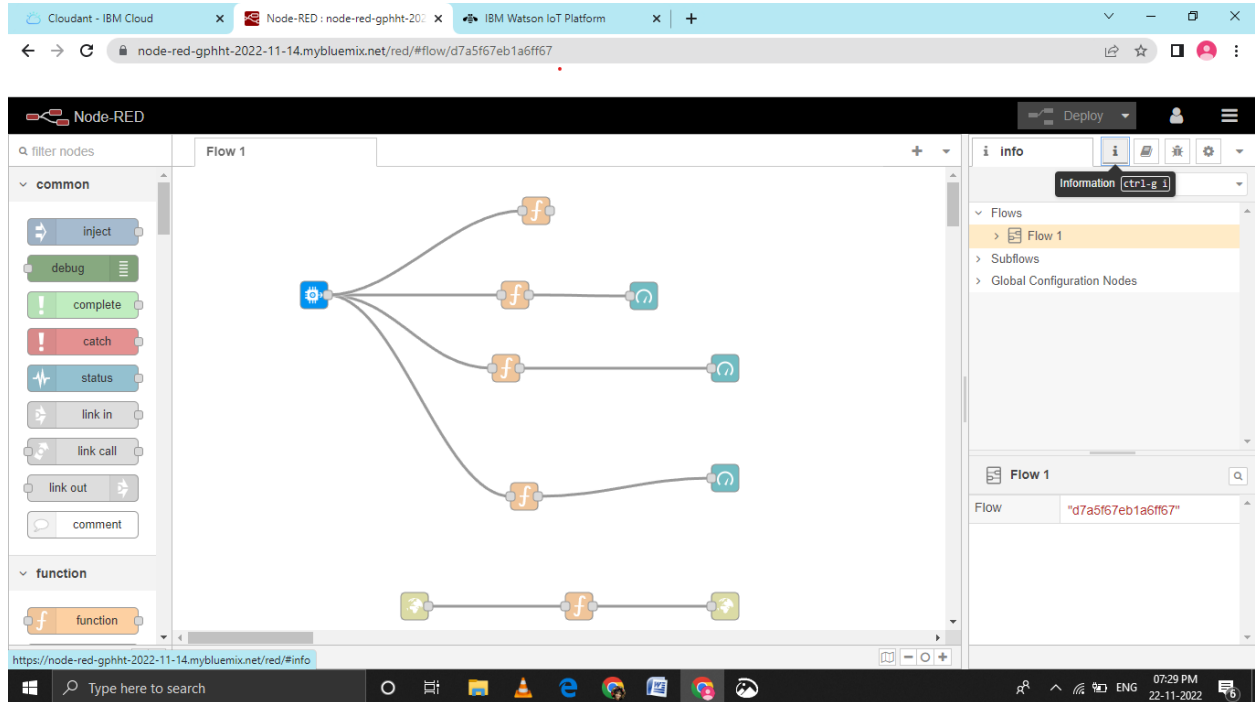 Cloudant - IBM Cloud
Node-RED : node-red-gphht-202
IBM Watson IoT Platform
node-red-gphht-2022-11-14.mybluemix.net/red/#flow/d7a5f67eb1a6ff67
Node-RED
Deploy
filter nodes
Flow 1
i info
i
Information ctrl-g i
common
inject
debug
complete
catch
status
link in
link call
link out
comment
function
function
Flows
Flow 1
Subflows
Global Configuration Nodes
Flow 1
Flow "d7a5f67eb1a6ff67"
https://node-red-gphht-2022-11-14.mybluemix.net/red/#info
Type here to search
ENG
07:29 PM
22-11-2022
6